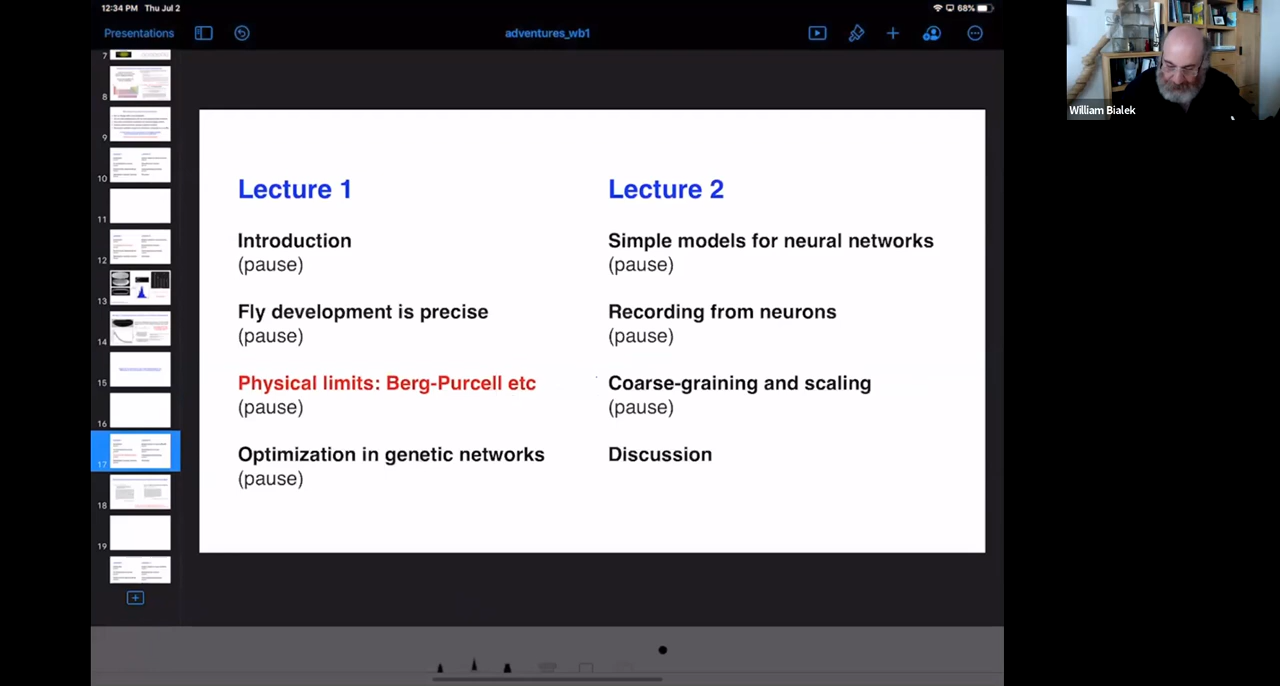 12:34 PM Thu Jul 2
68%
Presentations
adventures_wb1
William Bialek
7
8
9
10
11
12
13
14
15
16
17
18
19
Lecture 1
Introduction
(pause)
Fly development is precise
(pause)
Physical limits: Berg-Purcell etc
(pause)
Optimization in genetic networks
(pause)
Lecture 2
Simple models for neural networks
(pause)
Recording from neurons
(pause)
Coarse-graining and scaling
(pause)
Discussion